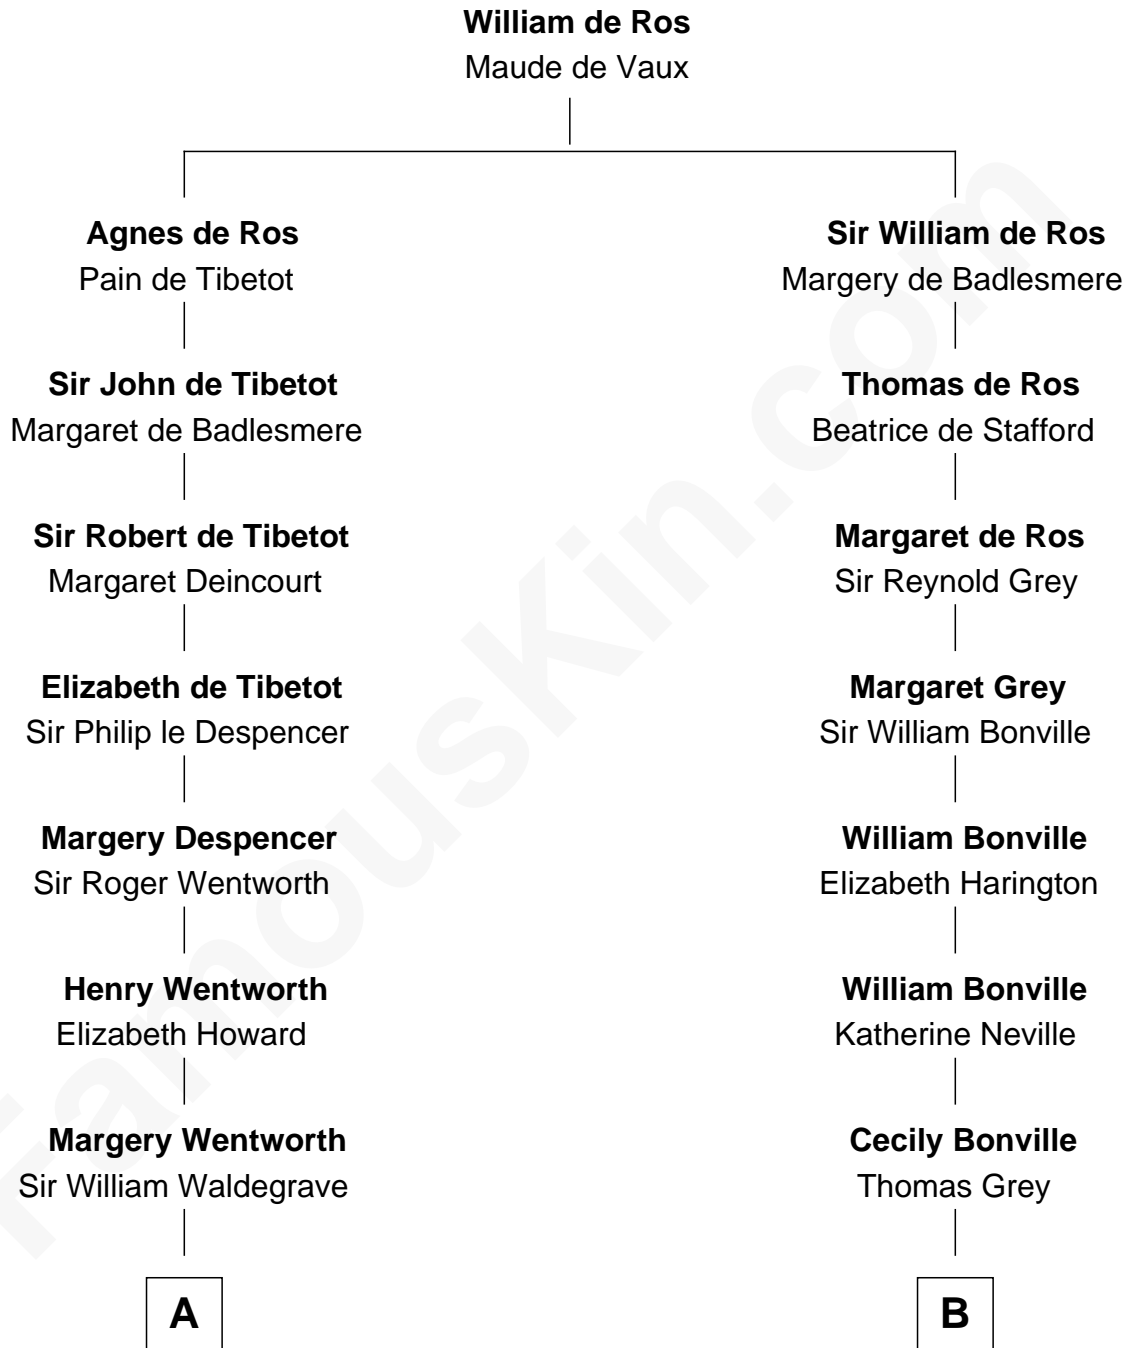 William de Ros
Maude de Vaux
Agnes de Ros
Pain de Tibetot
Sir William de Ros
Margery de Badlesmere
Sir John de Tibetot
Margaret de Badlesmere
Thomas de Ros
Beatrice de Stafford
Sir Robert de Tibetot
Margaret Deincourt
Margaret de Ros
Sir Reynold Grey
Elizabeth de Tibetot
Sir Philip le Despencer
Margaret Grey
Sir William Bonville
Margery Despencer
Sir Roger Wentworth
William Bonville
Elizabeth Harington
Henry Wentworth
Elizabeth Howard
William Bonville
Katherine Neville
Margery Wentworth
Sir William Waldegrave
Cecily Bonville
Thomas Grey
A
B
FamousKin.com